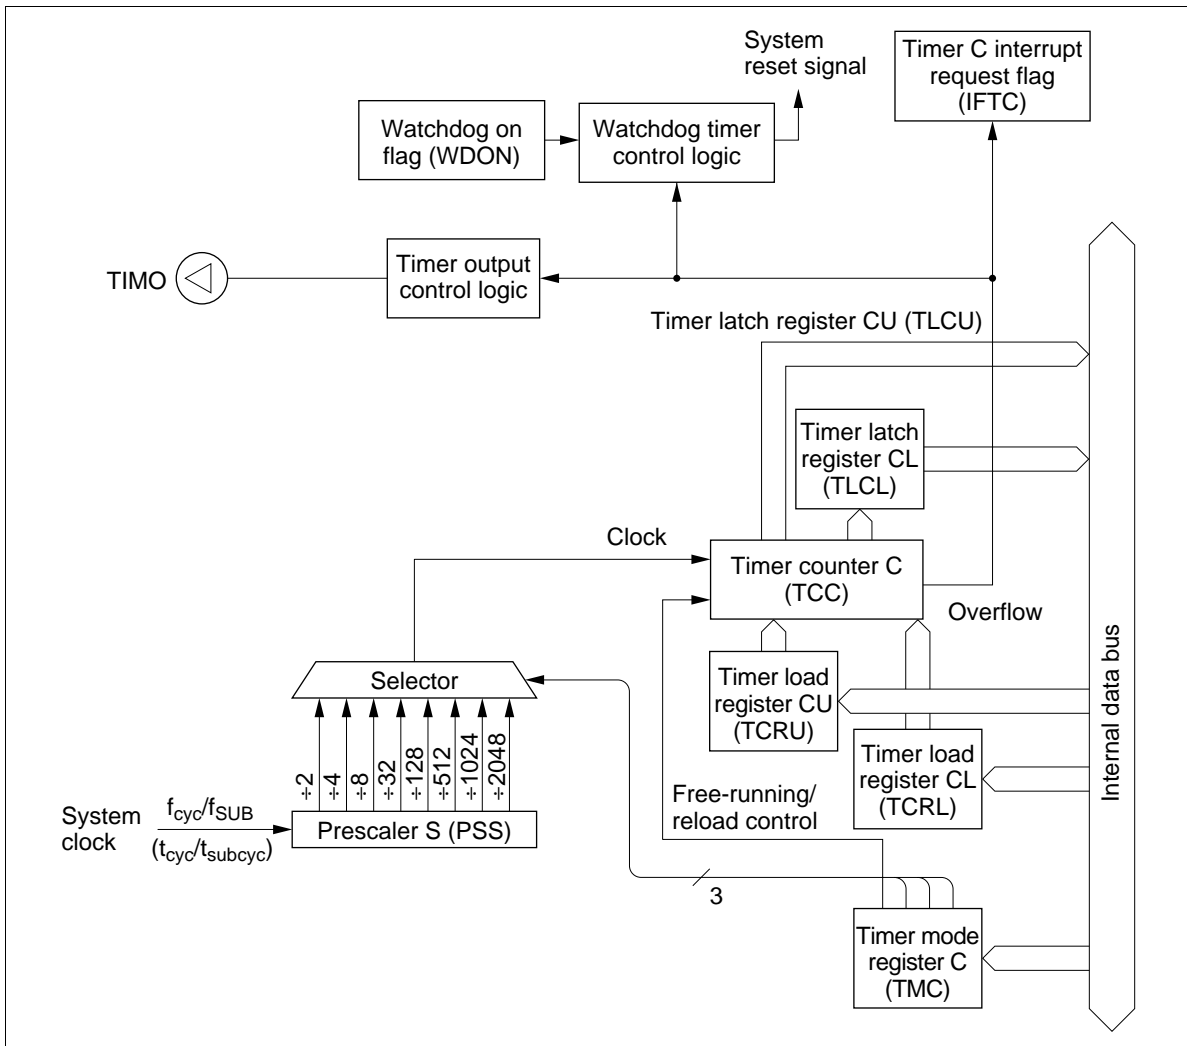 System
reset signal
Timer C interrupt
request flag
(IFTC)
Watchdog on
flag (WDON)
Watchdog timer
control logic
TIMO
Timer output
control logic
Timer latch register CU (TLCU)
Timer latch
register CL
(TLCL)
Clock
Timer counter C
(TCC)
Overflow
Selector
Timer load
register CU
(TCRU)
Timer load
register CL
(TCRL)
Internal data bus
÷2
÷4
÷8
÷32
÷128
÷512
÷1024
÷2048
System
clock
fcyc/fSUB
(tcyc/tsubcyc)
Prescaler S (PSS)
Free-running/
reload control
3
Timer mode
register C
(TMC)